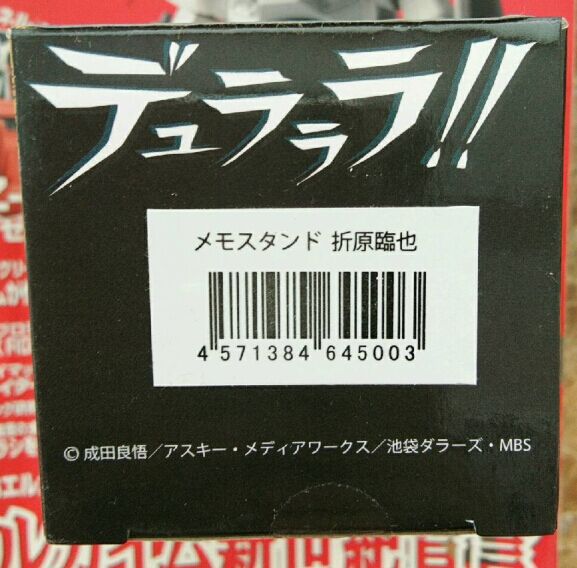 デュラララ!!
メモスタンド 折原臨也
4 571384 645003
© 成田良悟/アスキー・メディアワークス/池袋ダラーズ・MBS